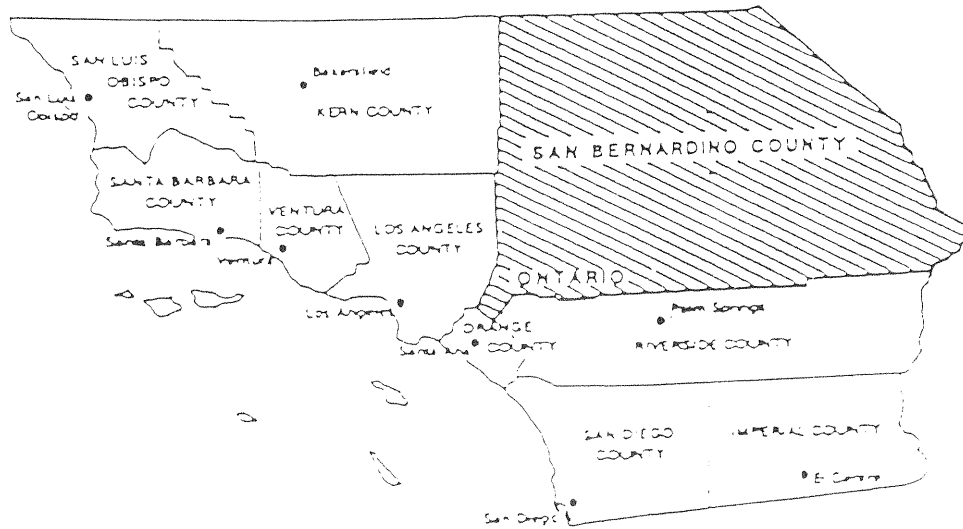 SAN LUIS
OBISPO
COUNTY
San Luis
Bakersfield
KERN COUNTY
SAN BERNARDINO COUNTY
SANTA BARBARA
COUNTY
Santa Barbara
VENTURA
COUNTY
Ventura
LOS ANGELES
COUNTY
Los Angeles
ONTARIO
ORANGE
COUNTY
Santa Ana
Palm Springs
RIVERSIDE COUNTY
SAN DIEGO
COUNTY
IMPERIAL COUNTY
El Centro
San Diego